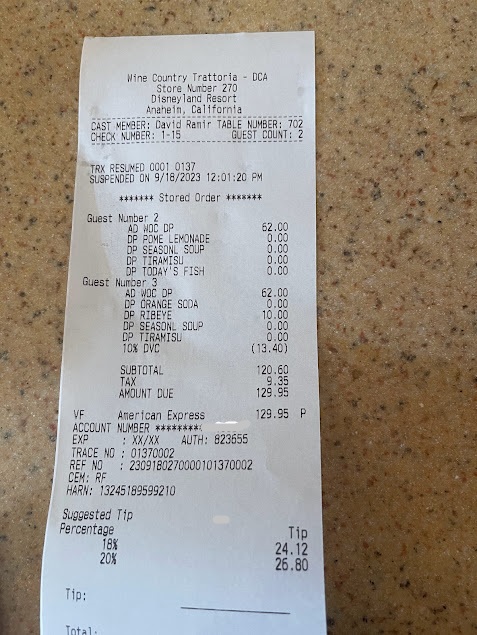 Wine Country Trattoria - DCA
Store Number 270
Disneyland Resort
Anaheim, California
CAST MEMBER: David Ramir TABLE NUMBER: 702
CHECK NUMBER: 1-15 GUEST COUNT: 2
TRX RESUMED 0001 0137
SUSPENDED ON 9/18/2023 12:01:20 PM
******* Stored Order *******
Guest Number 2
AD WOC DP 62.00
DP POME LEMONADE 0.00
DP SEASONL SOUP 0.00
DP TIRAMISU 0.00
DP TODAY'S FISH 0.00
Guest Number 3
AD WOC DP 62.00
DP ORANGE SODA 0.00
DP RIBEYE 10.00
DP SEASONL SOUP 0.00
DP TIRAMISU 0.00
10% DVC (13.40)
SUBTOTAL 120.60
TAX 9.35
AMOUNT DUE 129.95
VF American Express 129.95 P
ACCOUNT NUMBER ********
EXP : XX/XX AUTH: 823655
TRACE NO : 01370002
REF NO : 2309180270000101370002
CEM: RF
HARN: 13245189599210
Suggested Tip
Percentage Tip
18% 24.12
20% 26.80
Tip:
Total: